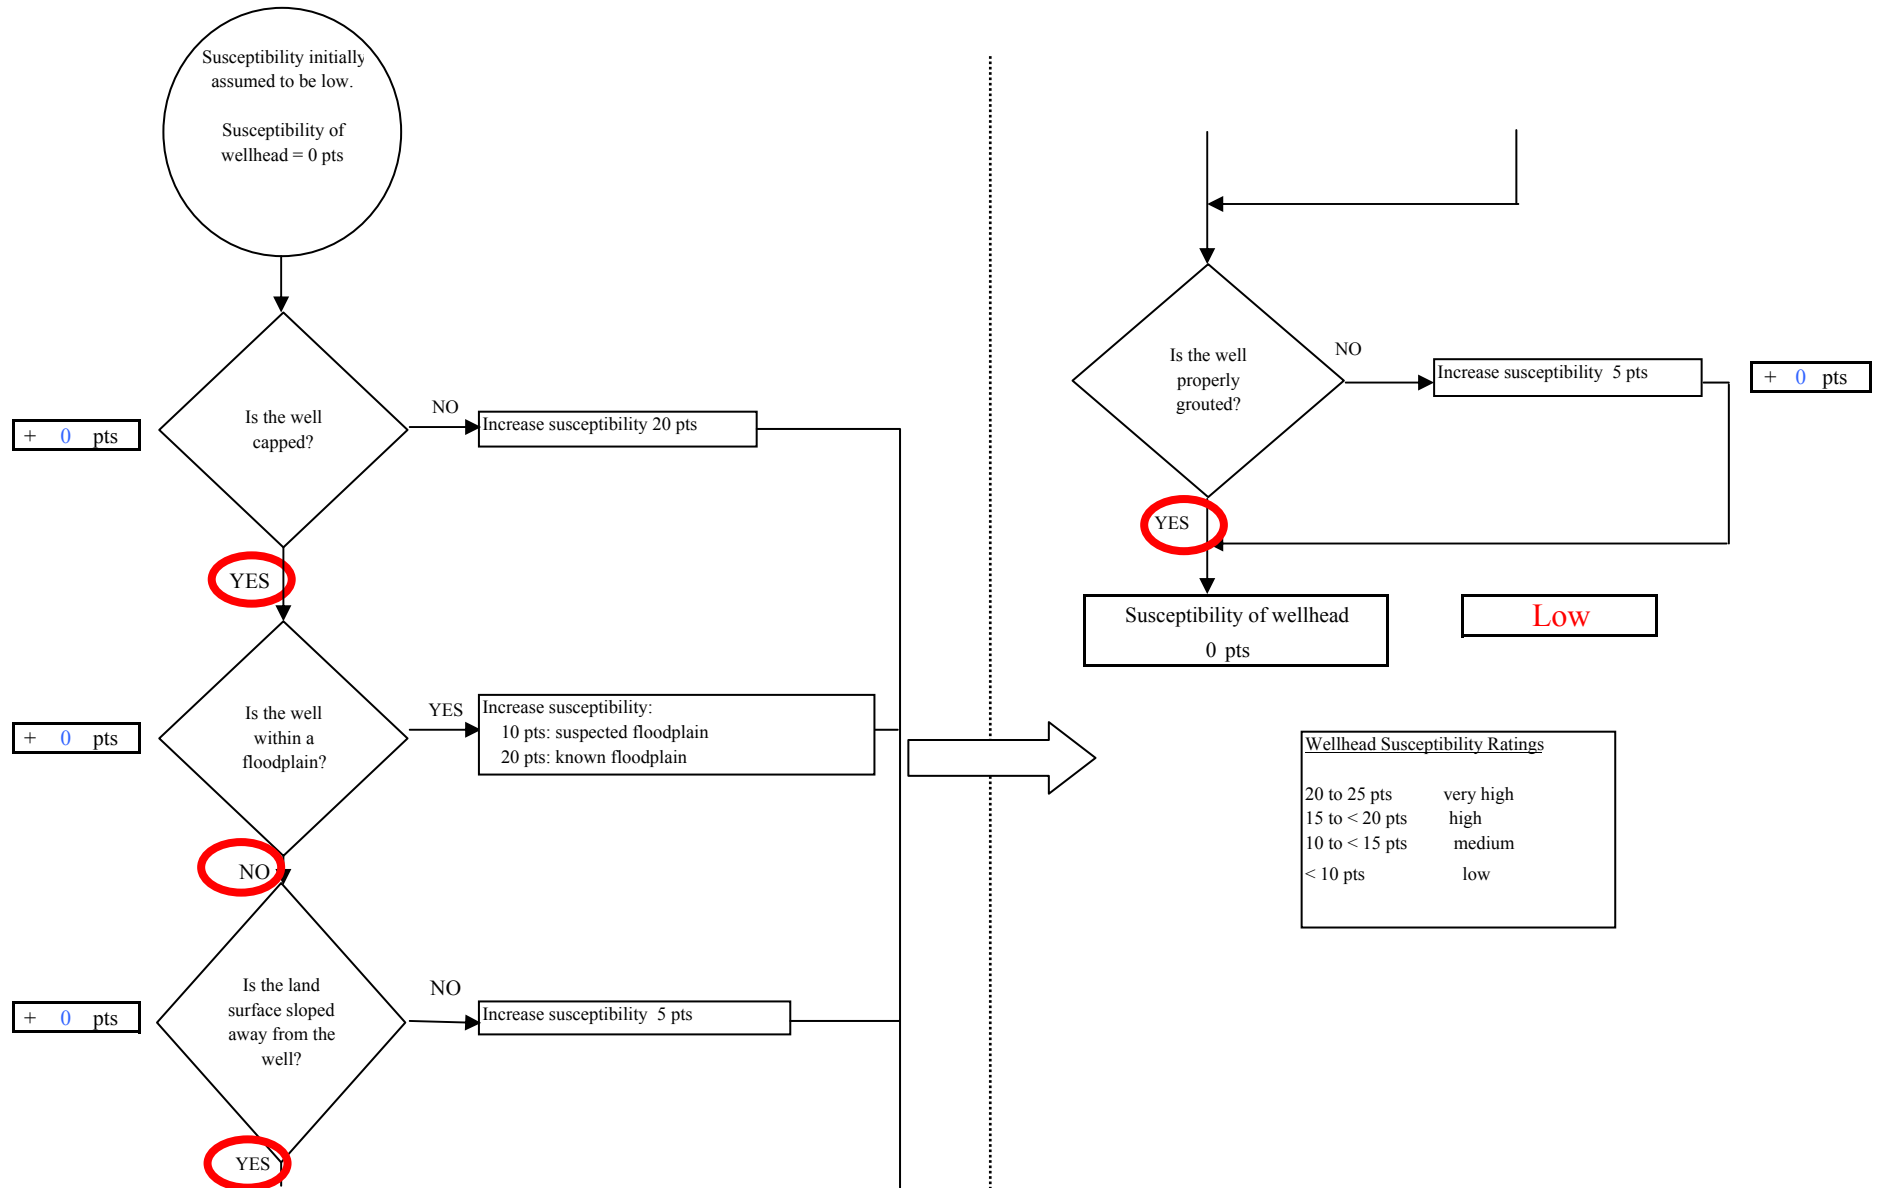 Susceptibility initially
assumed to be low.
Susceptibility of
wellhead = 0 pts
Is the well
capped?
+ 0 pts
NO
Increase susceptibility 20 pts
YES
Is the well
within a
floodplain?
+ 0 pts
YES
Increase susceptibility:
10 pts: suspected floodplain
20 pts: known floodplain
NO
Is the land
surface sloped
away from the
well?
+ 0 pts
NO
Increase susceptibility 5 pts
YES
Is the well
properly
grouted?
NO
Increase susceptibility 5 pts
+ 0 pts
YES
Susceptibility of wellhead
0 pts
Low
Wellhead Susceptibility Ratings
20 to 25 pts very high
15 to < 20 pts high
10 to < 15 pts medium
< 10 pts low